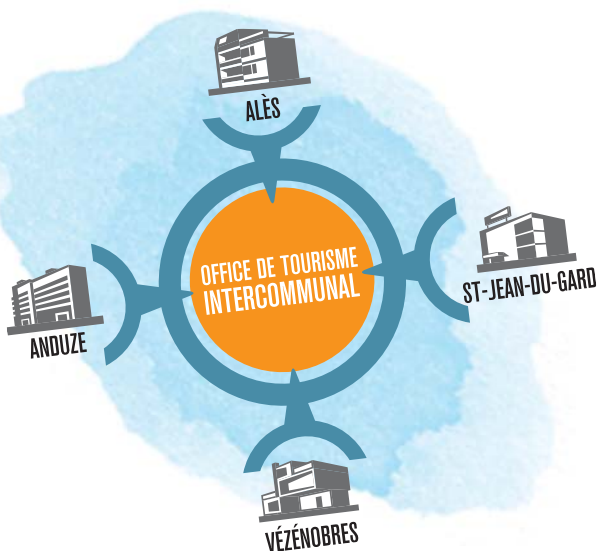 ALÈS
OFFICE DE TOURISME
INTERCOMMUNAL
ST-JEAN-DU-GARD
ANDUZE
VÉZÉNOBRES